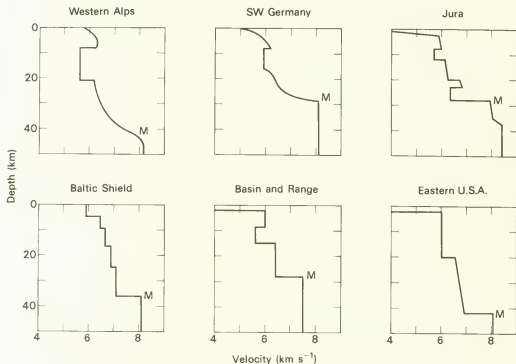 Western Alps
SW Germany
Jura
0
20
40
M
M
M
Depth (km)
Baltic Shield
Basin and Range
Eastern U.S.A.
0
20
40
M
M
M
4 6 8
4 6 8
4 6 8
Velocity (km s⁻¹)